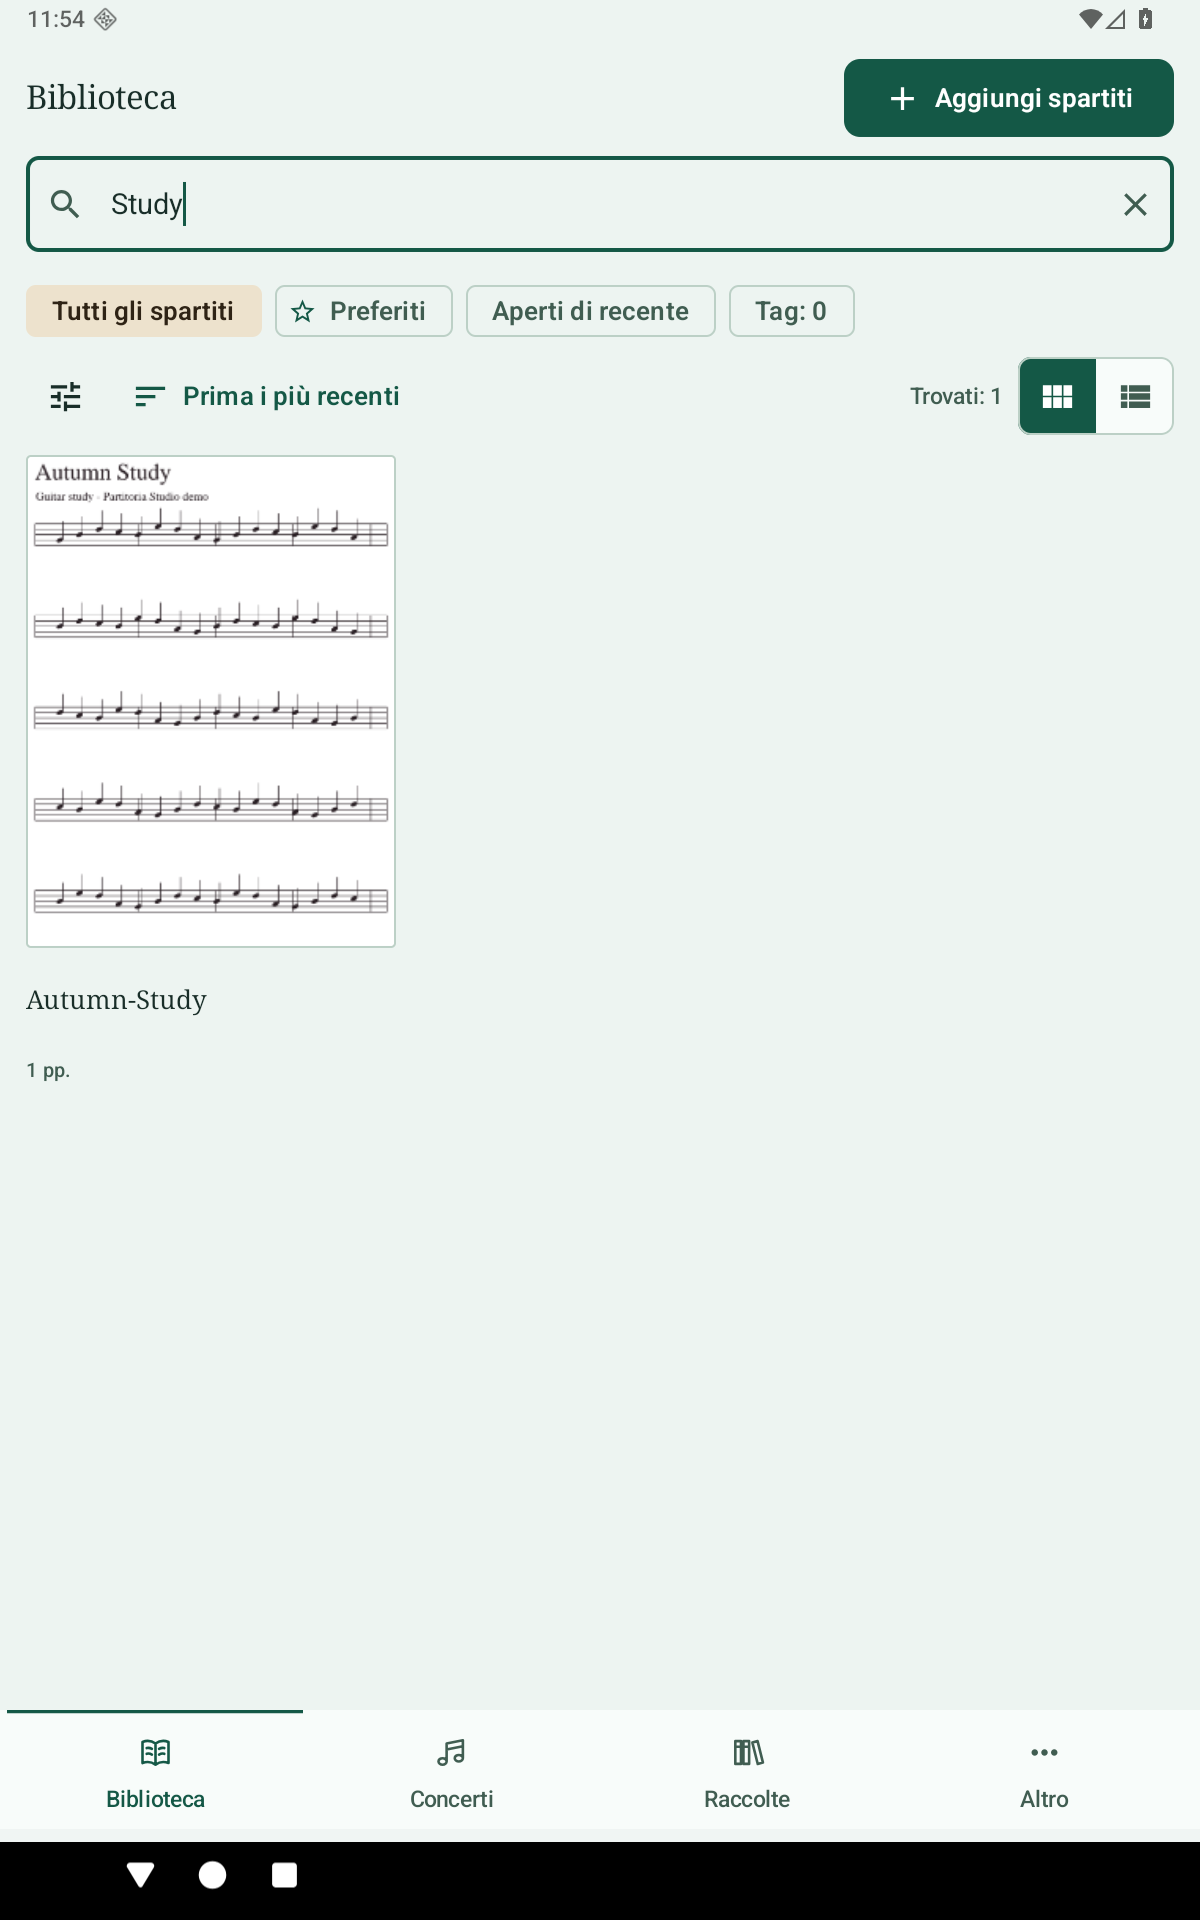 11:54
Biblioteca
Aggiungi spartiti
Study
Tutti gli spartiti
Preferiti
Aperti di recente
Tag: 0
Prima i più recenti
Trovati: 1
Autumn Study
Guitar study - Partitoria Studio demo
Autumn-Study
1 pp.
Biblioteca
Concerti
Raccolte
Altro